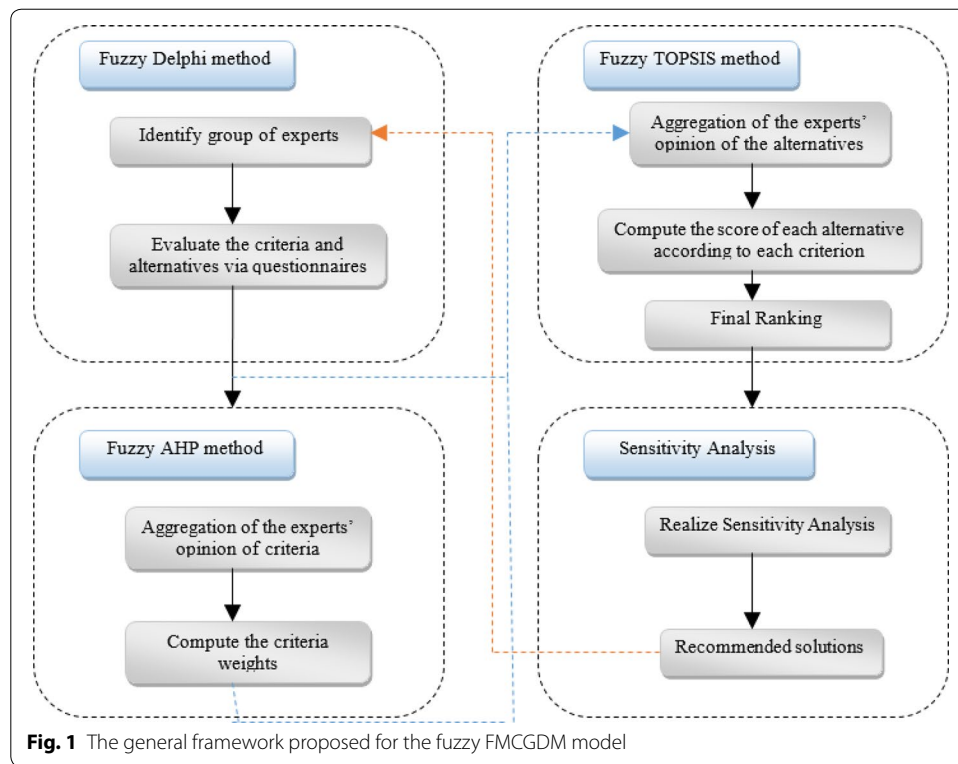 Fuzzy Delphi method
Identify group of experts
Evaluate the criteria and
alternatives via questionnaires
Fuzzy TOPSIS method
Aggregation of the experts'
opinion of the alternatives
Compute the score of each alternative
according to each criterion
Final Ranking
Fuzzy AHP method
Aggregation of the experts'
opinion of criteria
Compute the criteria
weights
Sensitivity Analysis
Realize Sensitivity Analysis
Recommended solutions
Fig. 1 The general framework proposed for the fuzzy FMCGDM model